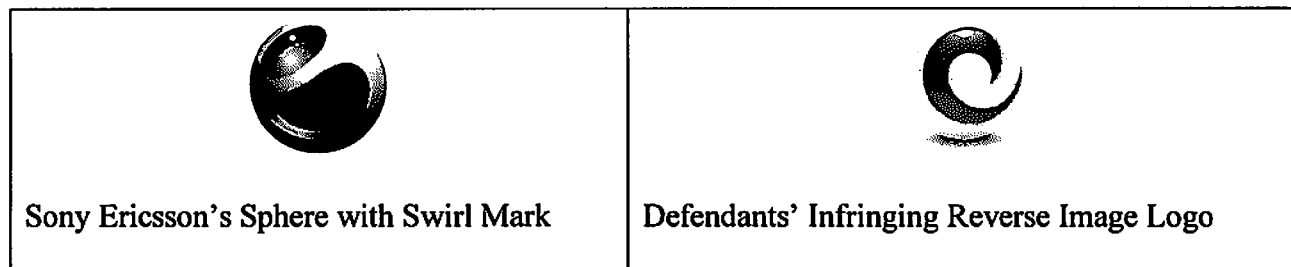 Sony Ericsson's Sphere with Swirl Mark
Defendants' Infringing Reverse Image Logo